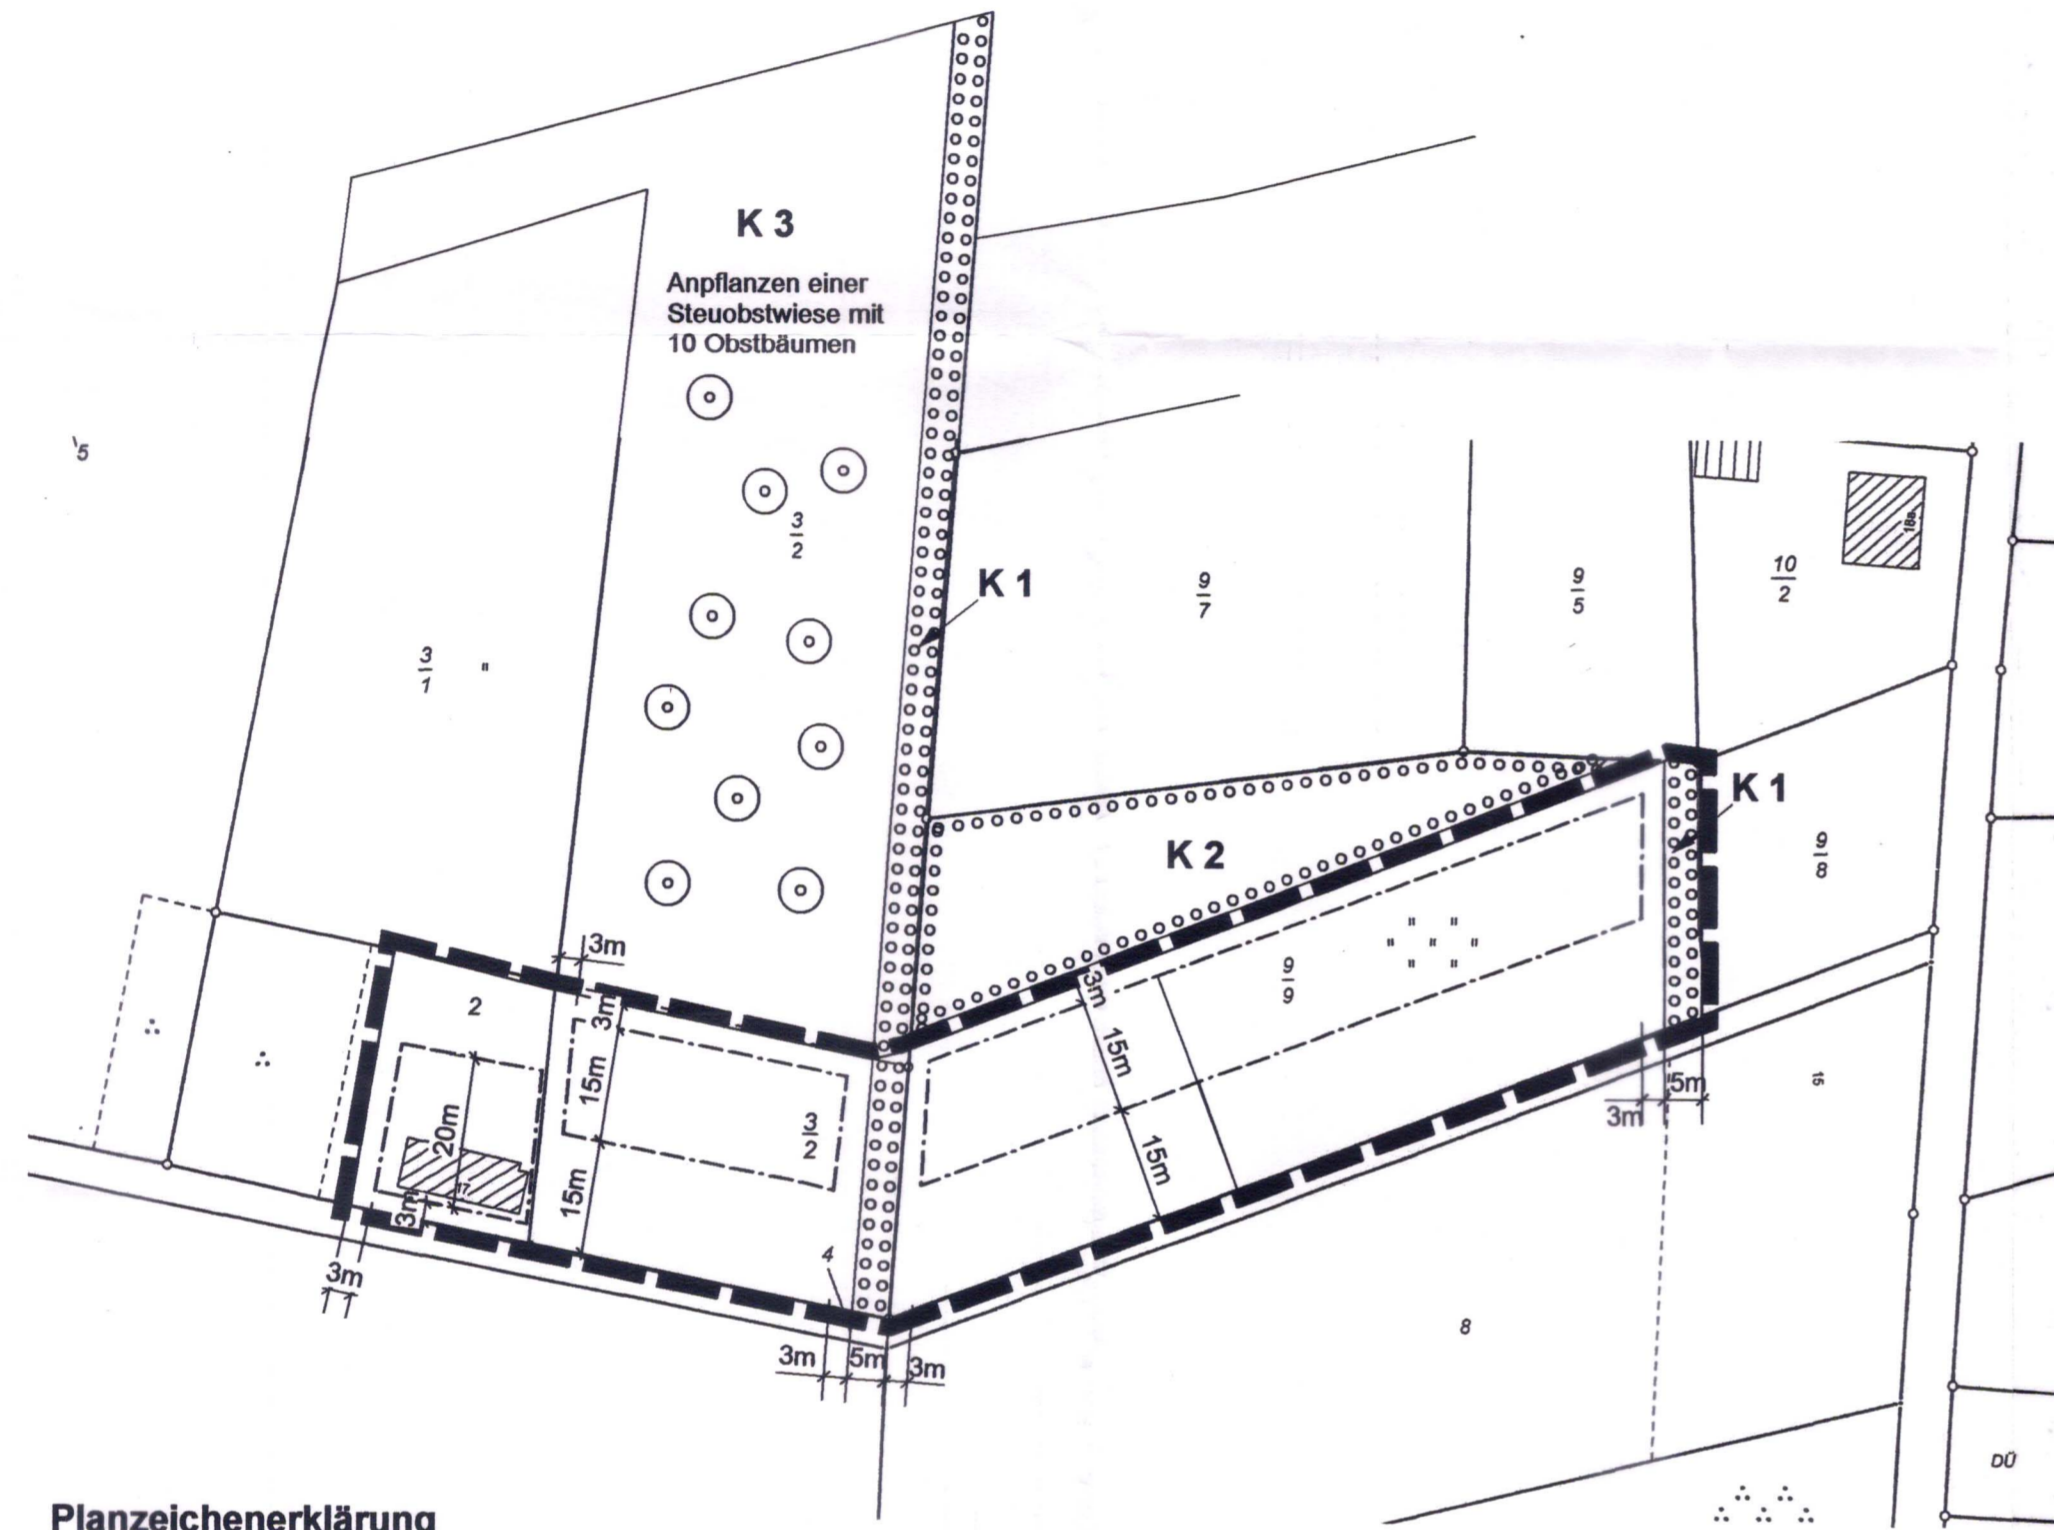 K 3
Anpflanzen einer
Steuobstwiese mit
10 Obstbäumen
5
3
2
18a
K 1
9
7
9
5
10
2
3
1
K 1
K 2
9
8
3m
2
3m
3m
9
9
15m
15m
15
5m
3m
20m
3
2
15m
17
3m
15m
4
3m
8
3m
5m
3m
DÜ
Planzeichenerklärung